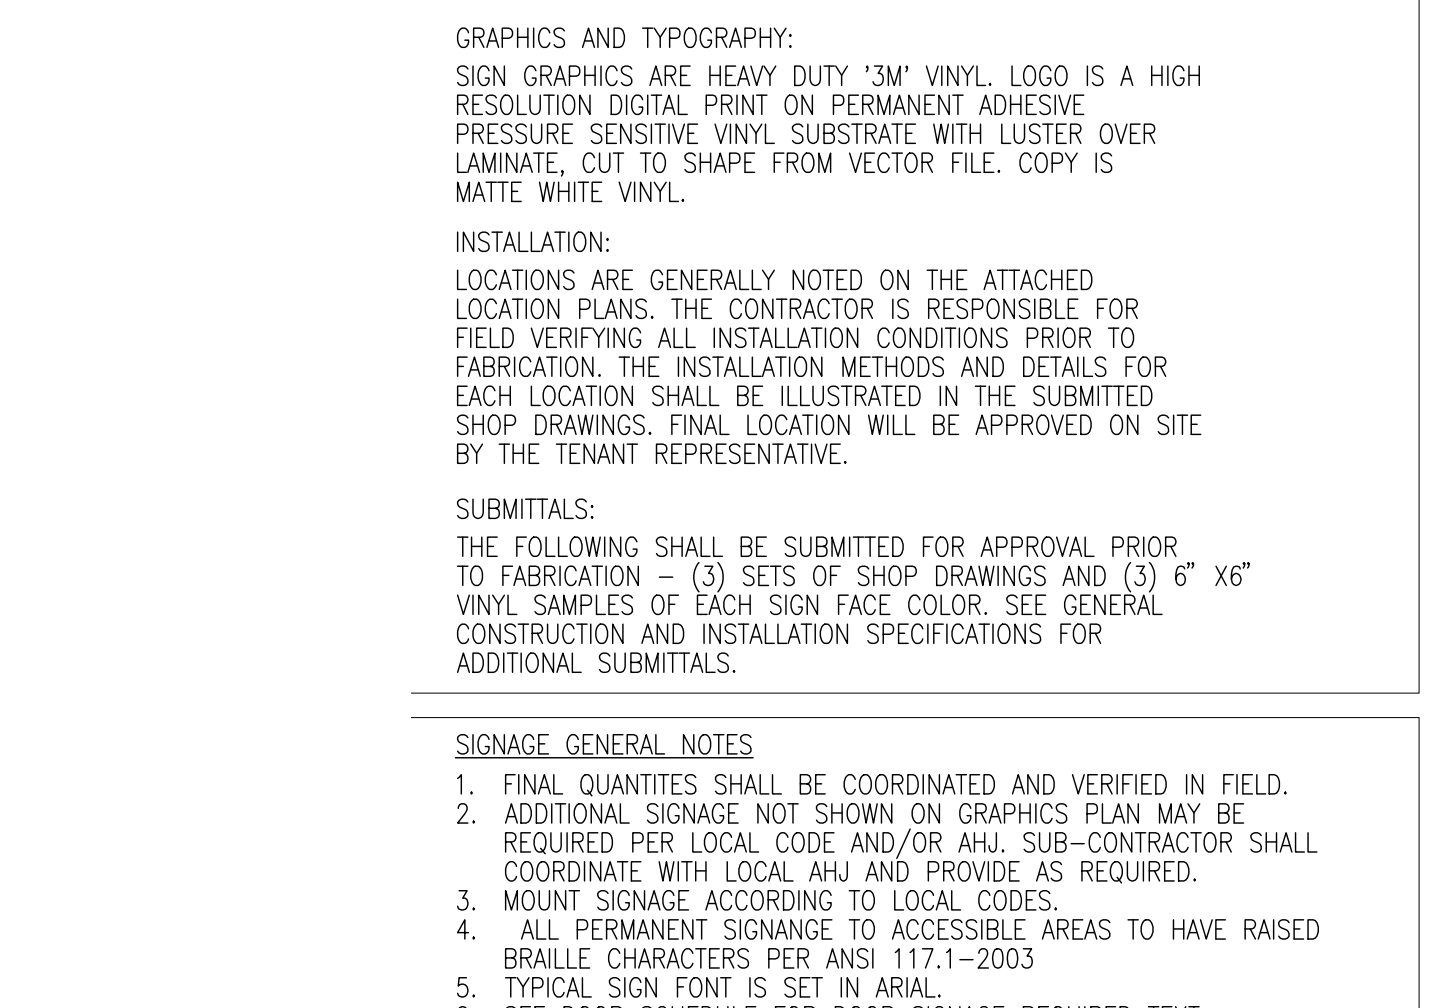 GRAPHICS AND TYPOGRAPHY:
SIGN GRAPHICS ARE HEAVY DUTY '3M' VINYL. LOGO IS A HIGH
RESOLUTION DIGITAL PRINT ON PERMANENT ADHESIVE
PRESSURE SENSITIVE VINYL SUBSTRATE WITH LUSTER OVER
LAMINATE, CUT TO SHAPE FROM VECTOR FILE. COPY IS
MATTE WHITE VINYL.
INSTALLATION:
LOCATIONS ARE GENERALLY NOTED ON THE ATTACHED
LOCATION PLANS. THE CONTRACTOR IS RESPONSIBLE FOR
FIELD VERIFYING ALL INSTALLATION CONDITIONS PRIOR TO
FABRICATION. THE INSTALLATION METHODS AND DETAILS FOR
EACH LOCATION SHALL BE ILLUSTRATED IN THE SUBMITTED
SHOP DRAWINGS. FINAL LOCATION WILL BE APPROVED ON SITE
BY THE TENANT REPRESENTATIVE.
SUBMITTALS:
THE FOLLOWING SHALL BE SUBMITTED FOR APPROVAL PRIOR
TO FABRICATION – (3) SETS OF SHOP DRAWINGS AND (3) 6” X6”
VINYL SAMPLES OF EACH SIGN FACE COLOR. SEE GENERAL
CONSTRUCTION AND INSTALLATION SPECIFICATIONS FOR
ADDITIONAL SUBMITTALS.
SIGNAGE GENERAL NOTES
1. FINAL QUANTITES SHALL BE COORDINATED AND VERIFIED IN FIELD.
2. ADDITIONAL SIGNAGE NOT SHOWN ON GRAPHICS PLAN MAY BE
REQUIRED PER LOCAL CODE AND/OR AHJ. SUB-CONTRACTOR SHALL
COORDINATE WITH LOCAL AHJ AND PROVIDE AS REQUIRED.
3. MOUNT SIGNAGE ACCORDING TO LOCAL CODES.
4. ALL PERMANENT SIGNANGE TO ACCESSIBLE AREAS TO HAVE RAISED
BRAILLE CHARACTERS PER ANSI 117.1-2003
5. TYPICAL SIGN FONT IS SET IN ARIAL.